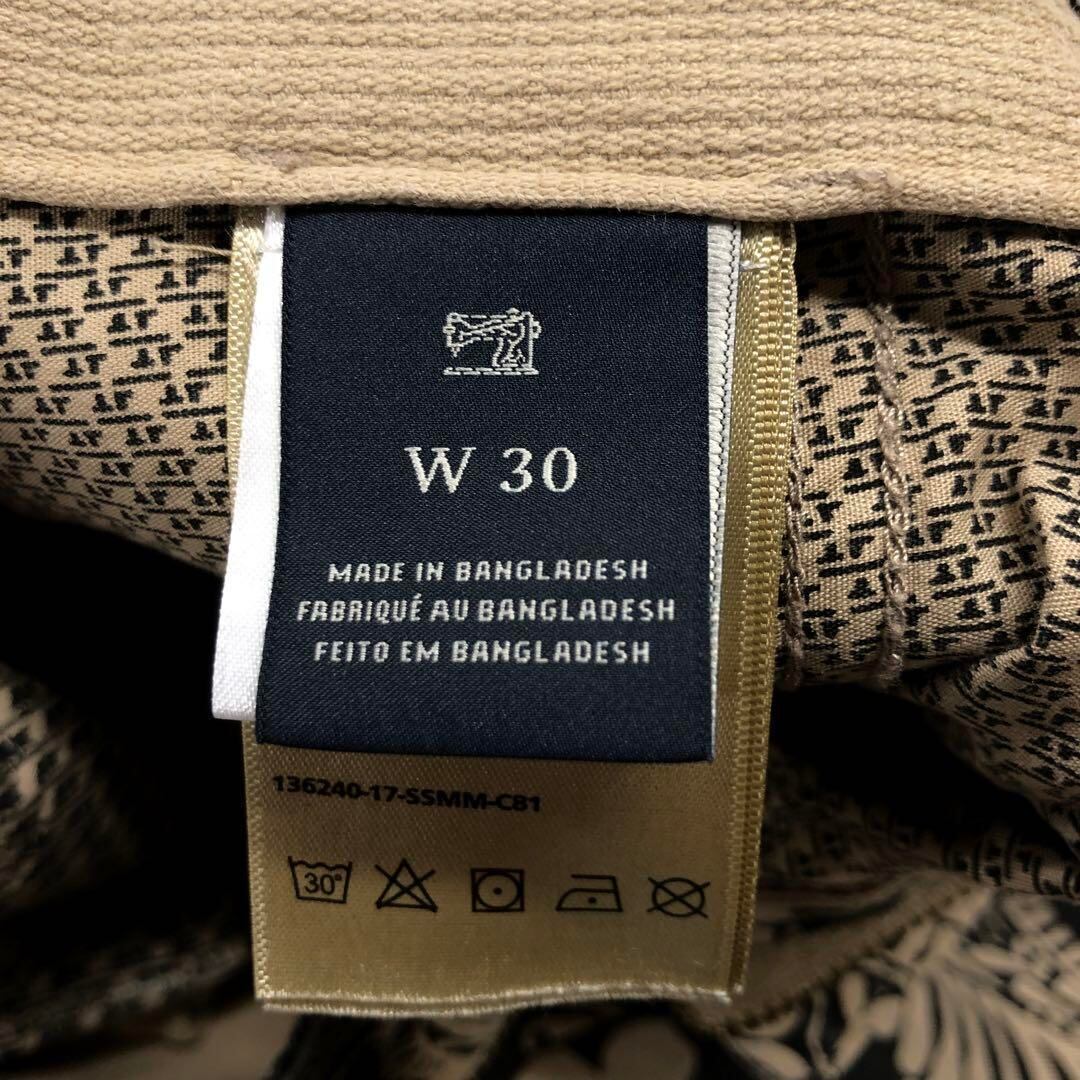 W 30
MADE IN BANGLADESH
FABRIQUÉ AU BANGLADESH
FEITO EM BANGLADESH
136240-17-SSMM-C81
30°